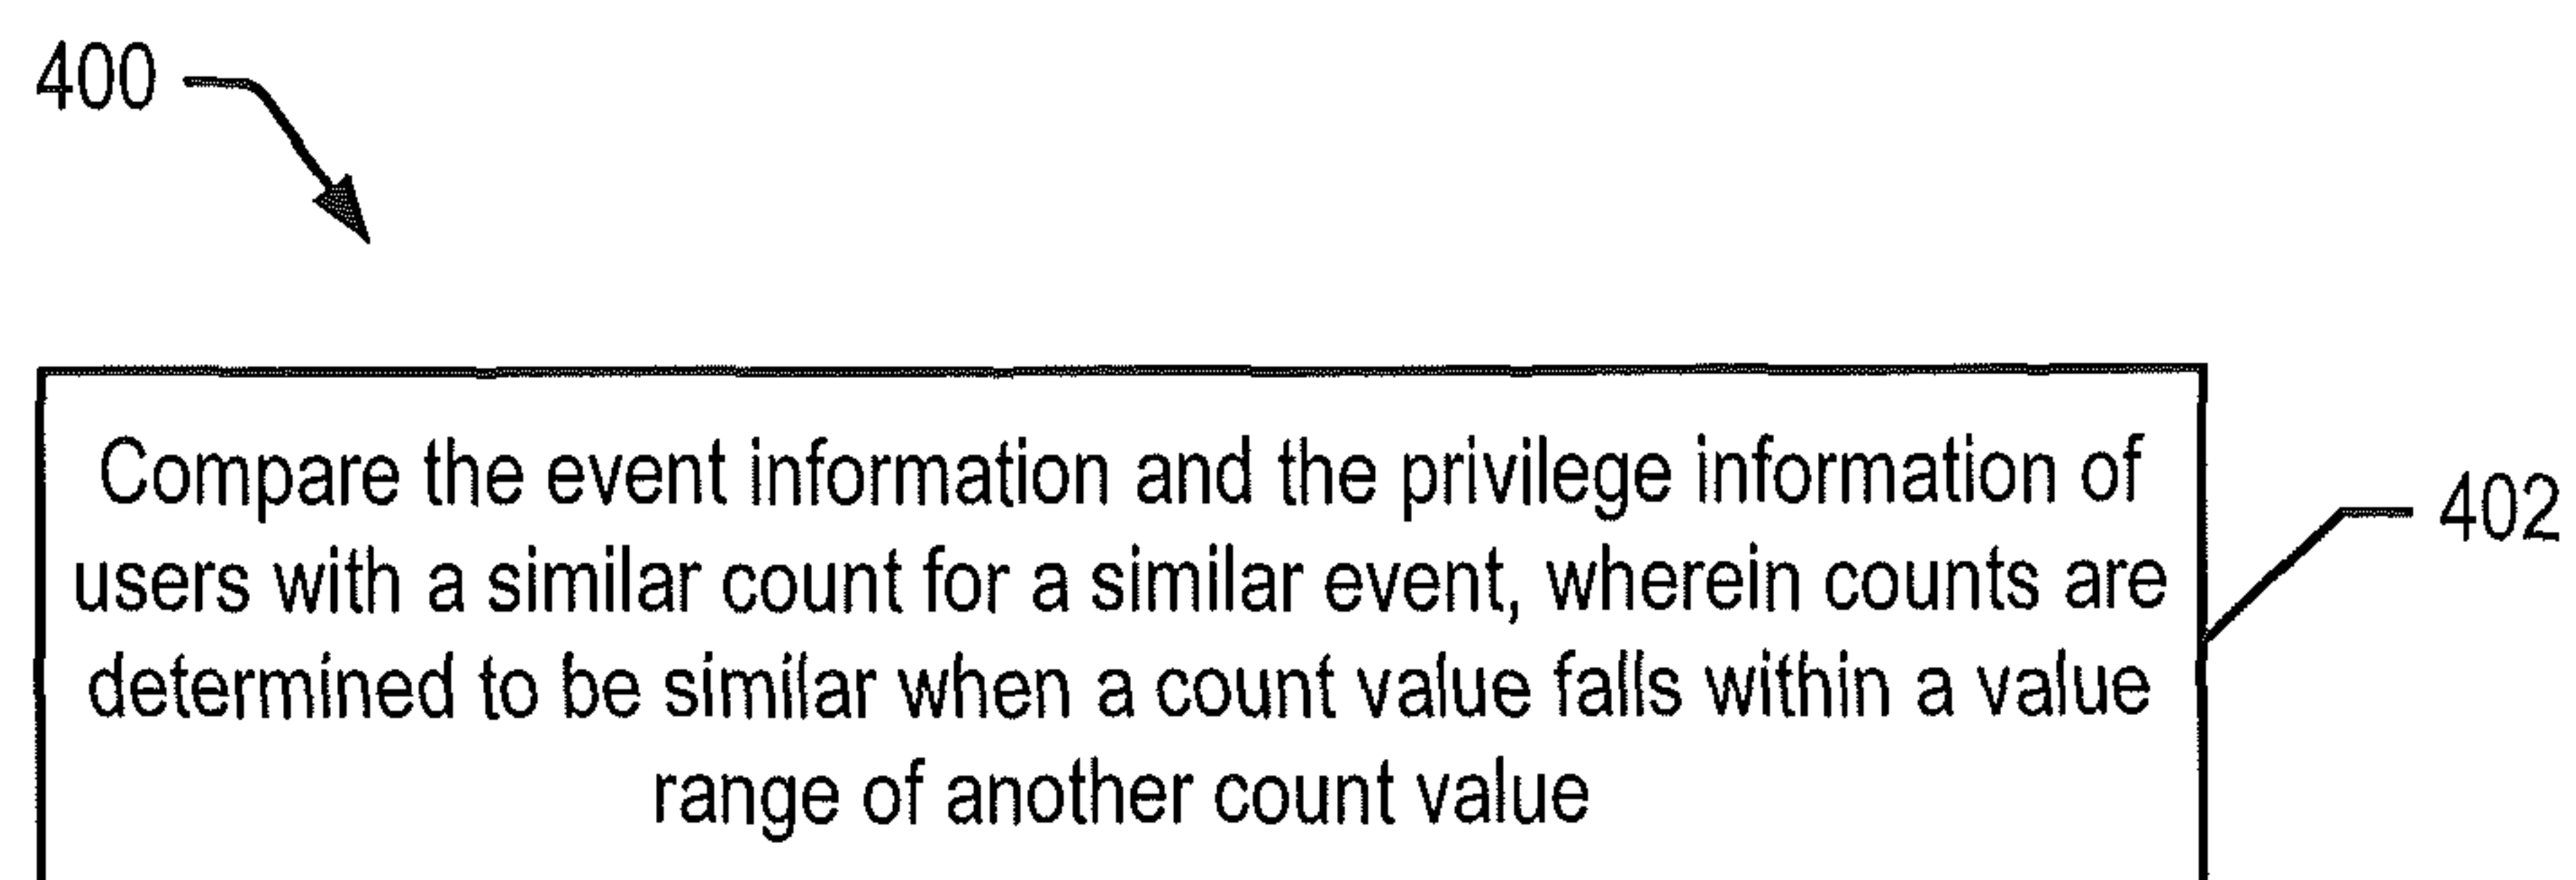 400
Compare the event information and the privilege information of
users with a similar count for a similar event, wherein counts are
determined to be similar when a count value falls within a value
range of another count value
402